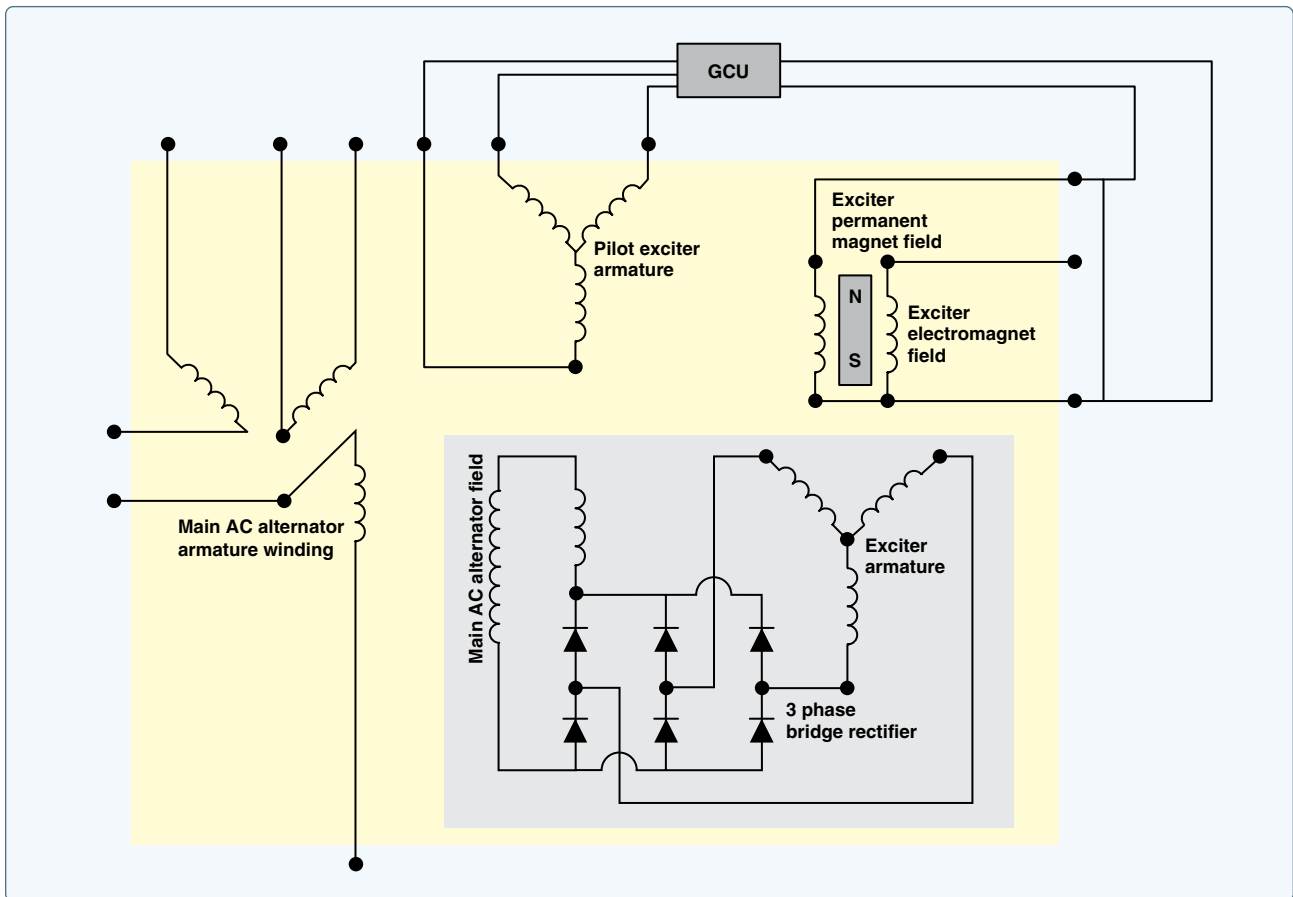 GCU
Exciter
permanent
magnet field
Pilot exciter
armature
N
S
Exciter
electromagnet
field
Main AC alternator
armature winding
Main AC alternator field
Exciter
armature
3 phase
bridge rectifier